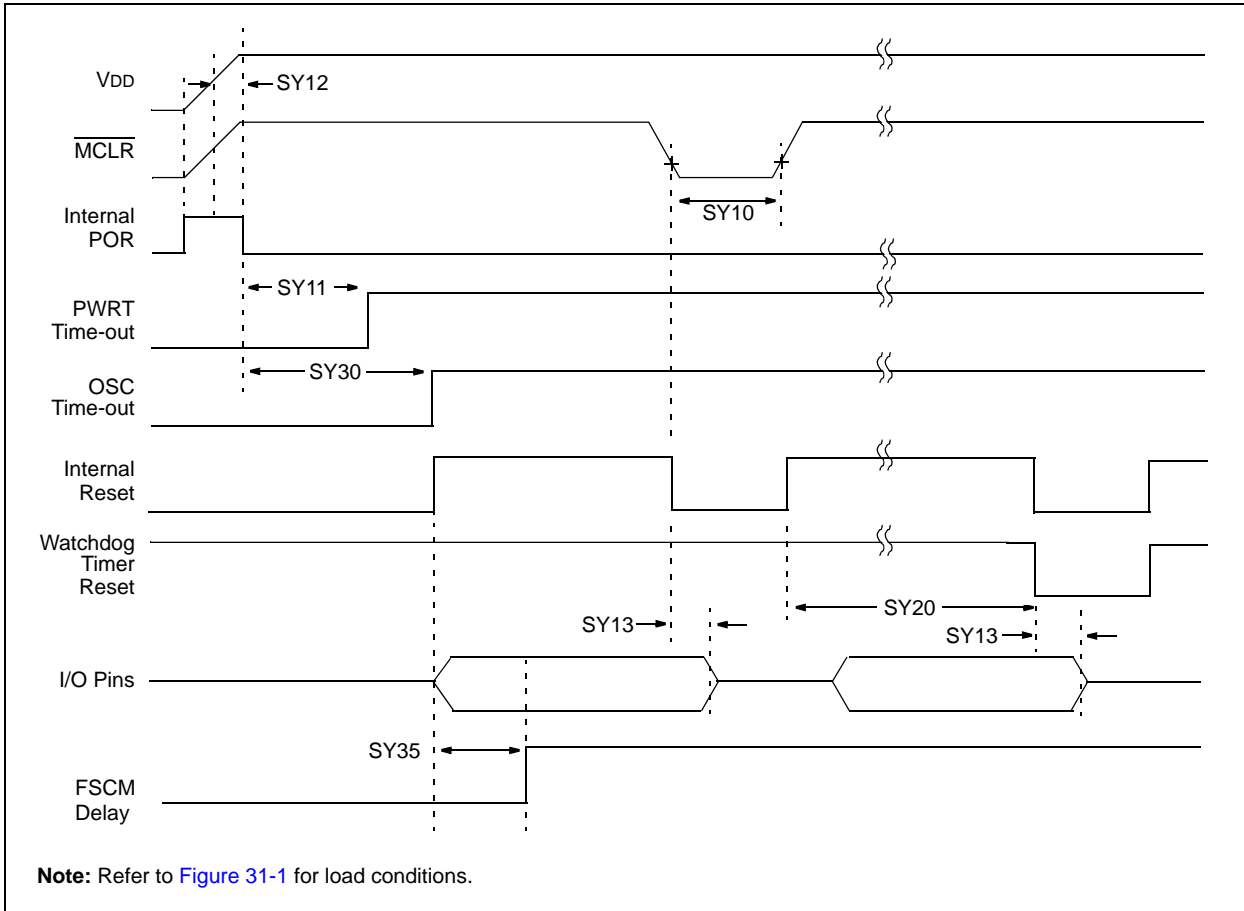 VDD
SY12
MCLR
SY10
Internal
POR
SY11
PWRT
Time-out
SY30
OSC
Time-out
Internal
Reset
Watchdog
Timer
Reset
SY20
SY13
SY13
I/O Pins
SY35
FSCM
Delay
Note: Refer to Figure 31-1 for load conditions.